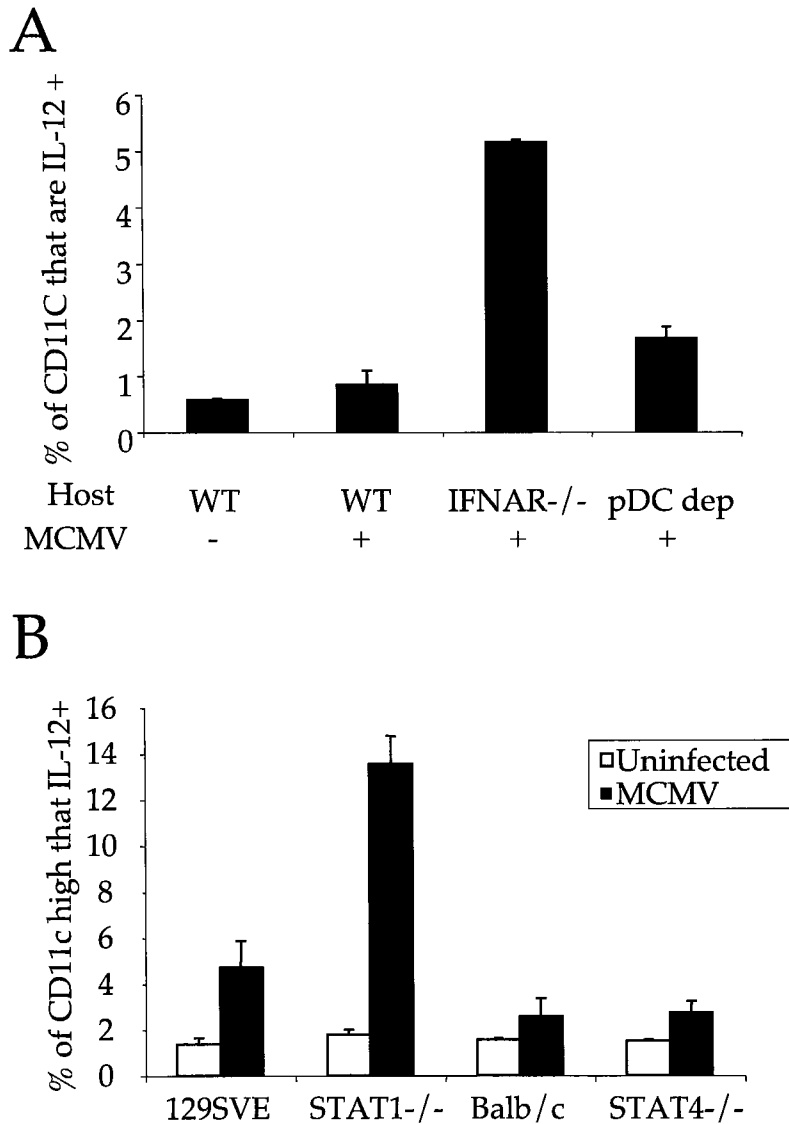 A
% of CD11C that are IL-12 +
6
5
4
3
2
1
0
Host WT WT IFNAR-/- pDC dep
MCMV - + + +
B
% of CD11c high that IL-12+
16
14
12
10
8
6
4
2
0
Uninfected
MCMV
129SVE STAT1-/- Balb/c STAT4-/-